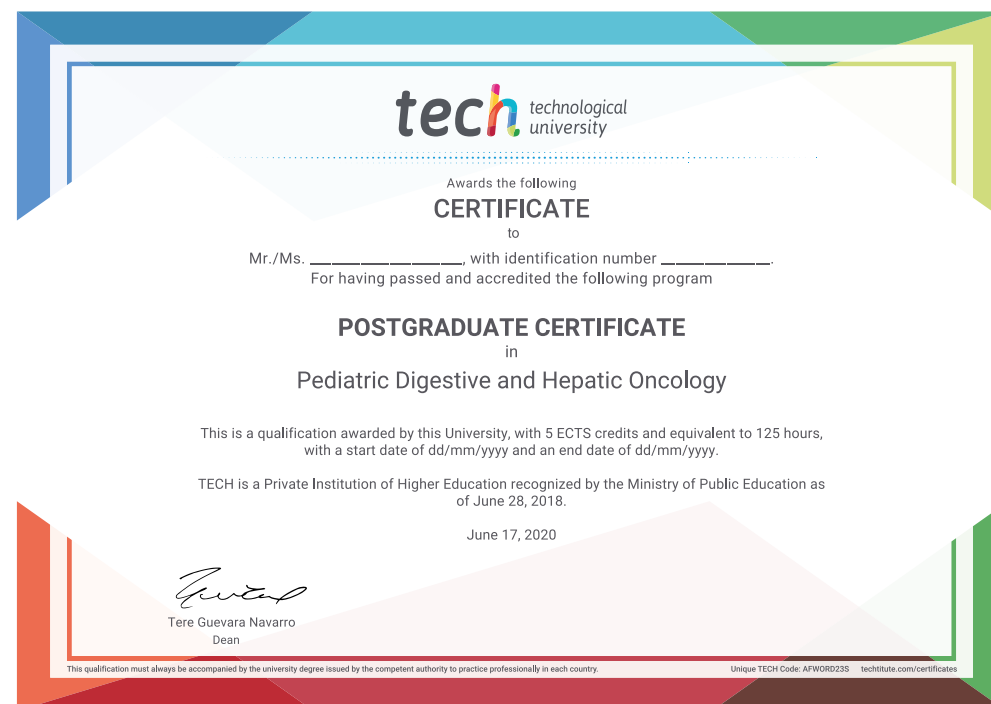 tech technological
university
Awards the following
CERTIFICATE
to
Mr./Ms. ____________________, with identification number ______________.
For having passed and accredited the following program
POSTGRADUATE CERTIFICATE
in
Pediatric Digestive and Hepatic Oncology
This is a qualification awarded by this University, with 5 ECTS credits and equivalent to 125 hours,
with a start date of dd/mm/yyyy and an end date of dd/mm/yyyy.
TECH is a Private Institution of Higher Education recognized by the Ministry of Public Education as
of June 28, 2018.
June 17, 2020
Tere Guevara Navarro
Dean
This qualification must always be accompanied by the university degree issued by the competent authority to practice professionally in each country.
Unique TECH Code: AFWORD23S techtitute.com/certificates